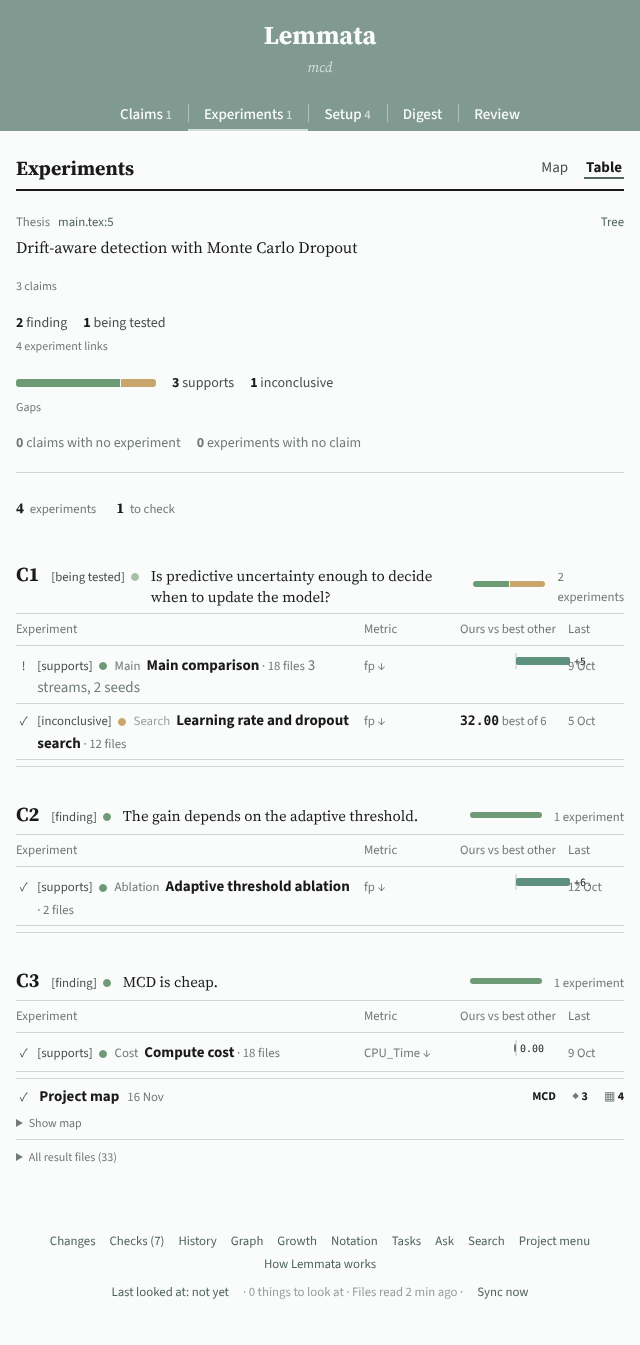 Lemmata
mcd
Claims 1 Experiments 1 Setup 4 Digest Review
Experiments Map Table
Thesis main.tex:5 Tree
Drift-aware detection with Monte Carlo Dropout
3 claims
2 finding 1 being tested
4 experiment links
3 supports 1 inconclusive
Gaps
0 claims with no experiment 0 experiments with no claim
4 experiments 1 to check
C1 [being tested] Is predictive uncertainty enough to decide 2
when to update the model? experiments
Experiment Metric Ours vs best other Last
! [supports] Main Main comparison · 18 files 3 fp ↓ +5 9 Oct
streams, 2 seeds
✓ [inconclusive] Search Learning rate and dropout fp ↓ 32.00 best of 6 5 Oct
search · 12 files
C2 [finding] The gain depends on the adaptive threshold. 1 experiment
Experiment Metric Ours vs best other Last
✓ [supports] Ablation Adaptive threshold ablation fp ↓ +6 12 Oct
· 2 files
C3 [finding] MCD is cheap. 1 experiment
Experiment Metric Ours vs best other Last
✓ [supports] Cost Compute cost · 18 files CPU_Time ↓ 0.00 9 Oct
✓ Project map 16 Nov MCD 3 4
Show map
All result files (33)
Changes Checks (7) History Graph Growth Notation Tasks Ask Search Project menu
How Lemmata works
Last looked at: not yet · 0 things to look at · Files read 2 min ago · Sync now